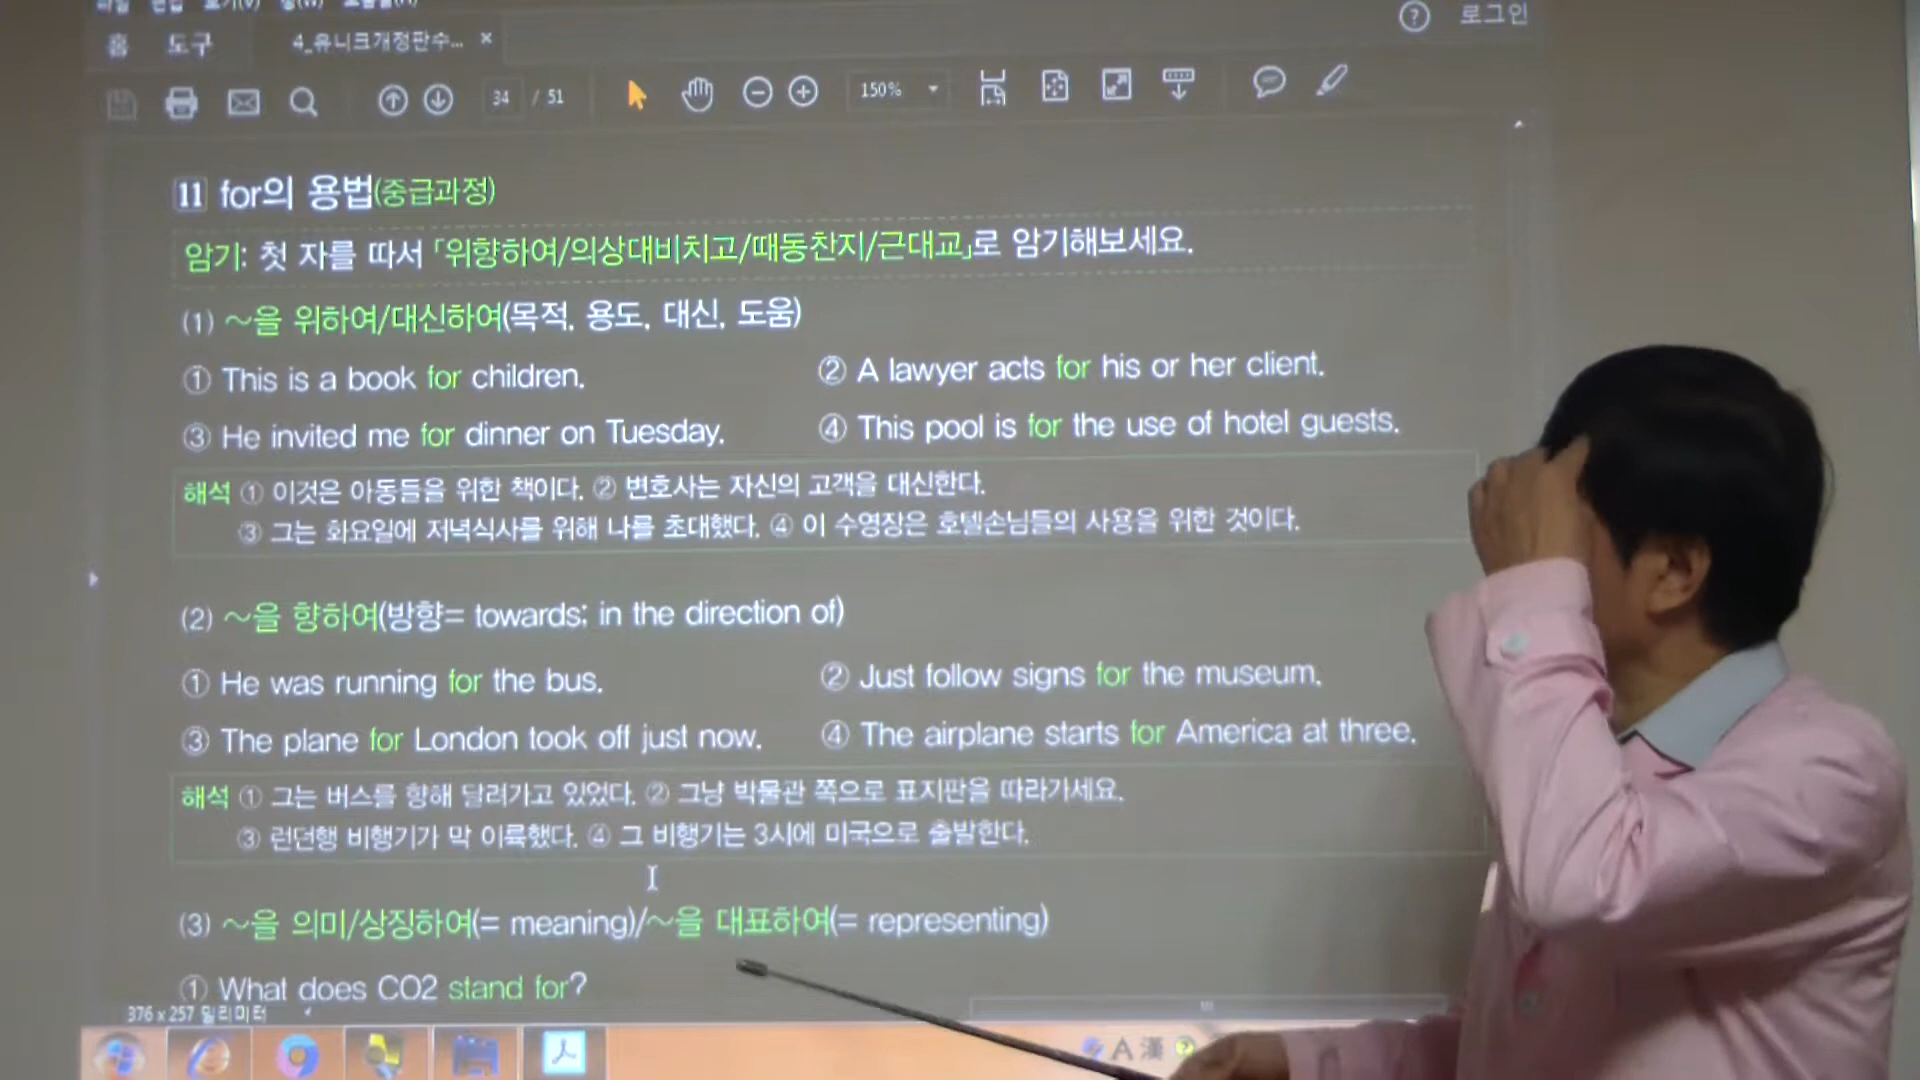 홈 도구 4_유니크개정판수... × ? 로그인
34 / 51 150%
11 for의 용법(중급과정)
암기: 첫 자를 따서 「위향하여/의상대비치고/때동찬지/근대교」로 암기해보세요.
(1) ~을 위하여/대신하여(목적, 용도, 대신, 도움)
① This is a book for children. ② A lawyer acts for his or her client.
③ He invited me for dinner on Tuesday. ④ This pool is for the use of hotel guests.
해석 ① 이것은 아동들을 위한 책이다. ② 변호사는 자신의 고객을 대신한다.
③ 그는 화요일에 저녁식사를 위해 나를 초대했다. ④ 이 수영장은 호텔손님들의 사용을 위한 것이다.
(2) ~을 향하여(방향= towards; in the direction of)
① He was running for the bus. ② Just follow signs for the museum.
③ The plane for London took off just now. ④ The airplane starts for America at three.
해석 ① 그는 버스를 향해 달려가고 있었다. ② 그냥 박물관 쪽으로 표지판을 따라가세요.
③ 런던행 비행기가 막 이륙했다. ④ 그 비행기는 3시에 미국으로 출발한다.
(3) ~을 의미/상징하여(= meaning)/~을 대표하여(= representing)
① What does CO2 stand for?
376 x 257 밀리미터
A 漢 ?